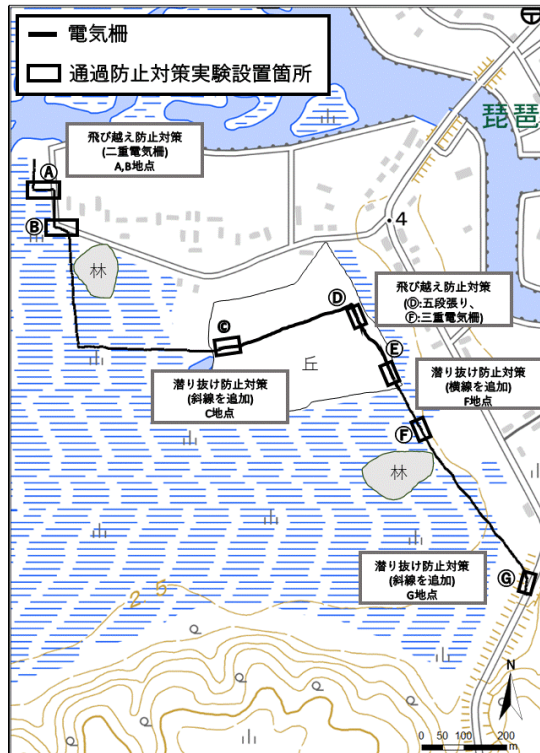 電気柵
通過防止対策実験設置箇所
琵琶
飛び越え防止対策
(二重電気柵)
A,B地点
Ⓐ
Ⓑ
4
林
飛び越え防止対策
(Ⓓ:五段張り、
Ⓕ:三重電気柵)
Ⓓ
Ⓒ
Ⓔ
丘
潜り抜け防止対策
(斜線を追加)
C地点
潜り抜け防止対策
(横線を追加)
F地点
Ⓕ
林
潜り抜け防止対策
(斜線を追加)
G地点
Ⓖ
25
N
0 50 100 200
m